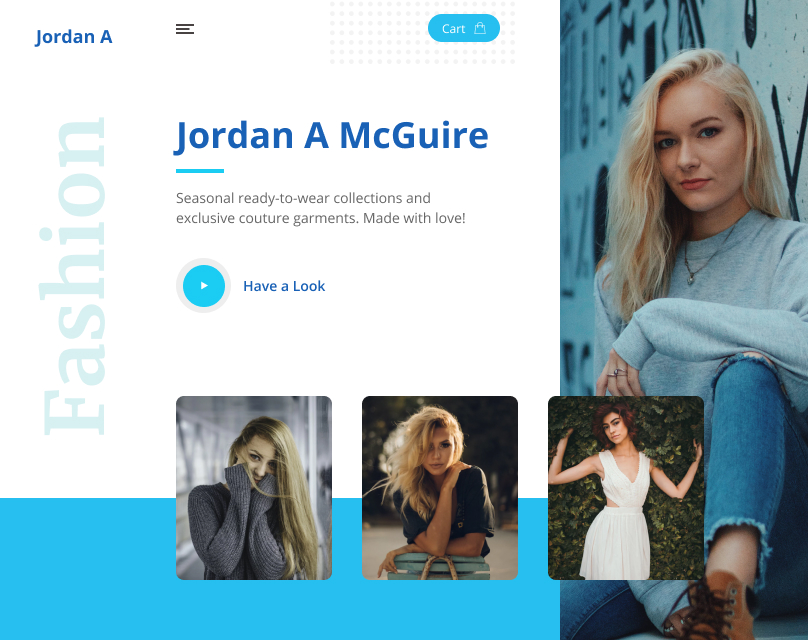 Jordan A
Cart
Fashion
Jordan A McGuire
Seasonal ready-to-wear collections and
exclusive couture garments. Made with love!
Have a Look